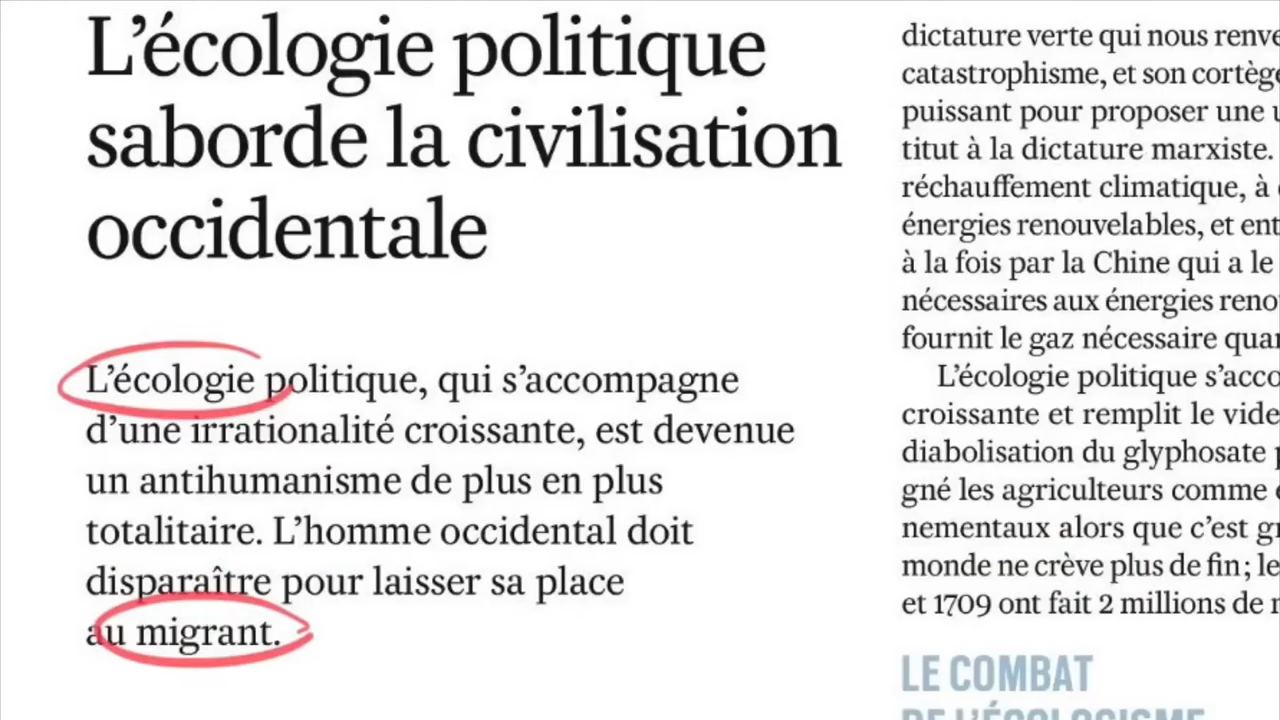 L’écologie politique
saborde la civilisation
occidentale
L’écologie politique, qui s’accompagne
d’une irrationalité croissante, est devenue
un antihumanisme de plus en plus
totalitaire. L’homme occidental doit
disparaître pour laisser sa place
au migrant.
dictature verte qui nous
catastrophisme, et son
puissant pour proposer une
titut à la dictature marxiste.
réchauffement climatique, à
énergies renouvelables, et
à la fois par la Chine qui a le
nécessaires aux énergies
fournit le gaz nécessaire
L’écologie politique
croissante et remplit le
diabolisation du glyphosate
gné les agriculteurs comme
nementaux alors que c’est
monde ne crève plus de fin ; le
et 1709 ont fait 2 millions de
LE COMBAT
DE L’ÉCOLOGISME